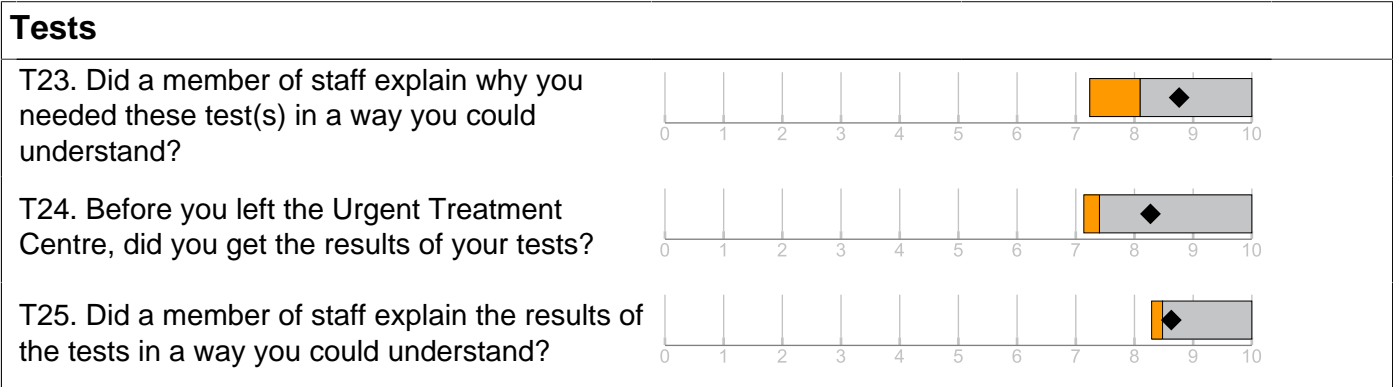 Tests
T23. Did a member of staff explain why you
needed these test(s) in a way you could
understand?
0 1 2 3 4 5 6 7 8 9 10
T24. Before you left the Urgent Treatment
Centre, did you get the results of your tests?
0 1 2 3 4 5 6 7 8 9 10
T25. Did a member of staff explain the results of
the tests in a way you could understand?
0 1 2 3 4 5 6 7 8 9 10